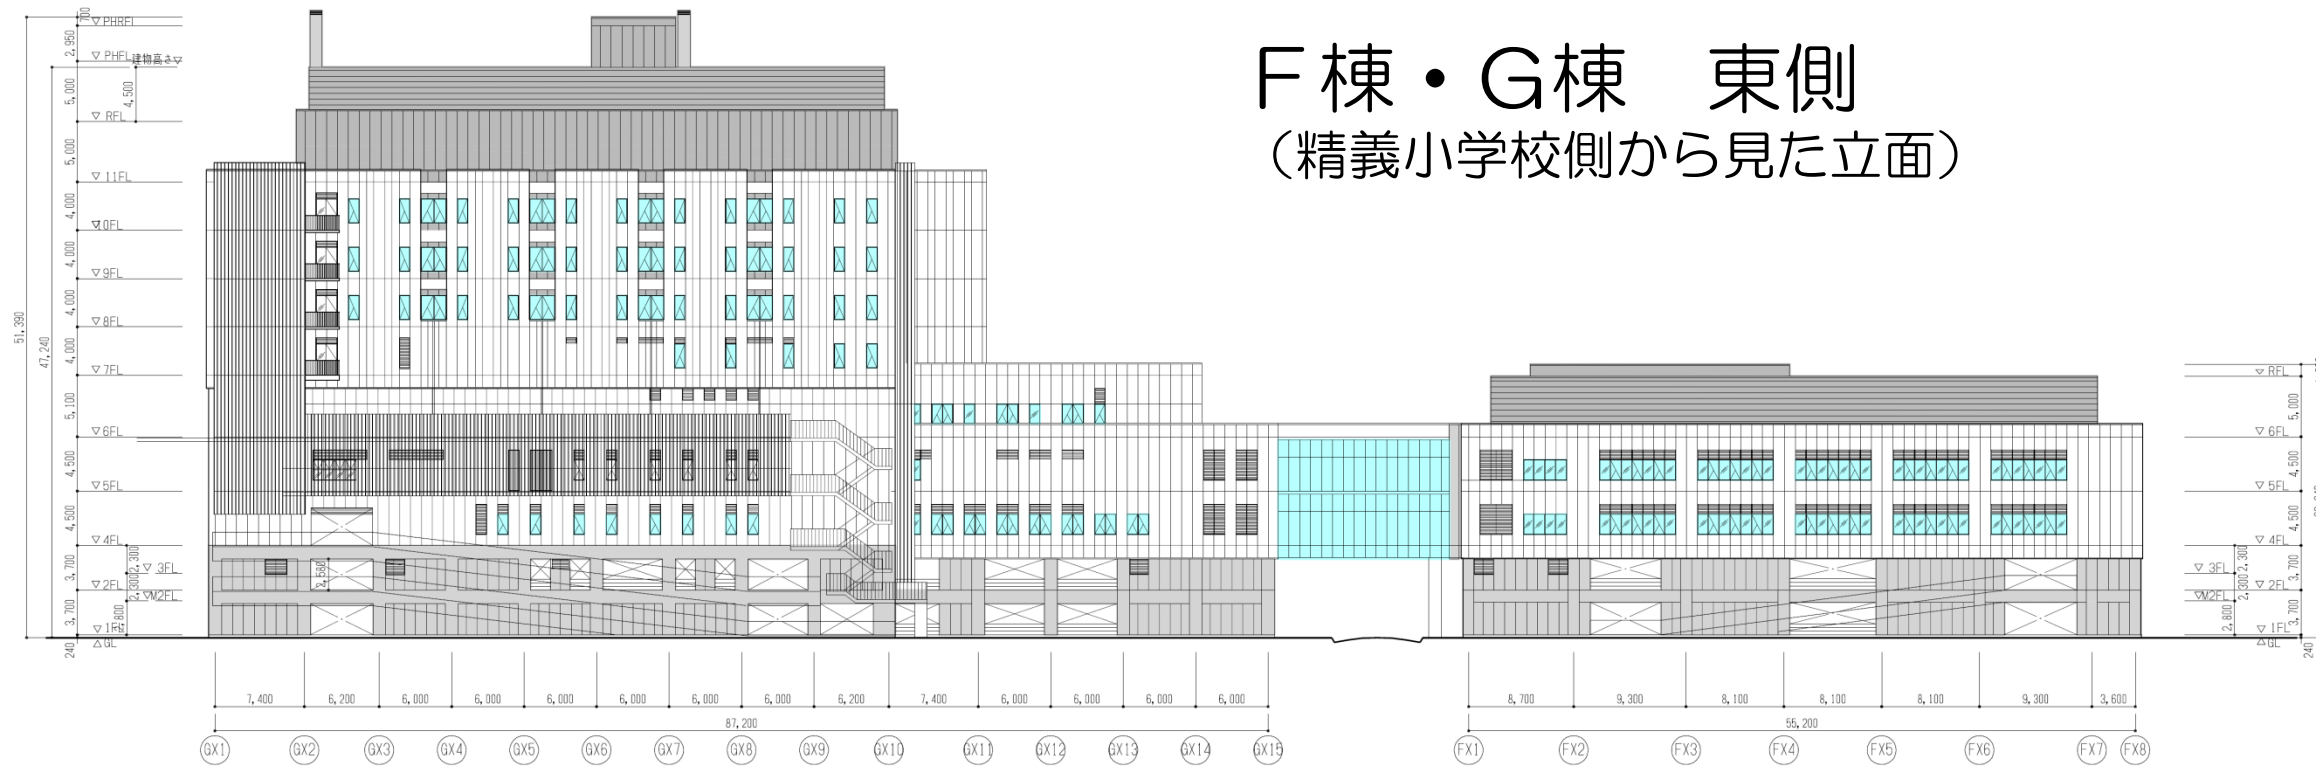 F棟・G棟　東側
（精義小学校側から見た立面）
700
▽ PHRFL
2,950
▽ PHFL
建物高さ▽
5,000
4,500
▽ RFL
5,000
▽ 11FL
4,000
▽ 10FL
4,000
▽ 9FL
4,000
▽ 8FL
4,000
▽ 7FL
5,100
▽ 6FL
4,500
▽ 5FL
4,500
▽ 4FL
3,700
2,300
▽ 3FL
2,560
▽ 2FL
2,300
▽M2FL
3,700
2,800
▽ 1FL
△GL
240
51,390
47,240
▽ RFL
5,000
▽ 6FL
4,500
▽ 5FL
4,500
▽ 4FL
2,300
3,700
▽ 3FL
▽ 2FL
2,300
▽M2FL
3,700
2,800
▽ 1FL
△GL
240
7,400 6,200 6,000 6,000 6,000 6,000 6,000 6,000 6,200 7,400 6,000 6,000 6,000 6,000
8,700 9,300 8,100 8,100 8,100 9,300 3,600
87,200
55,200
GX1 GX2 GX3 GX4 GX5 GX6 GX7 GX8 GX9 GX10 GX11 GX12 GX13 GX14 GX15
FX1 FX2 FX3 FX4 FX5 FX6 FX7 FX8